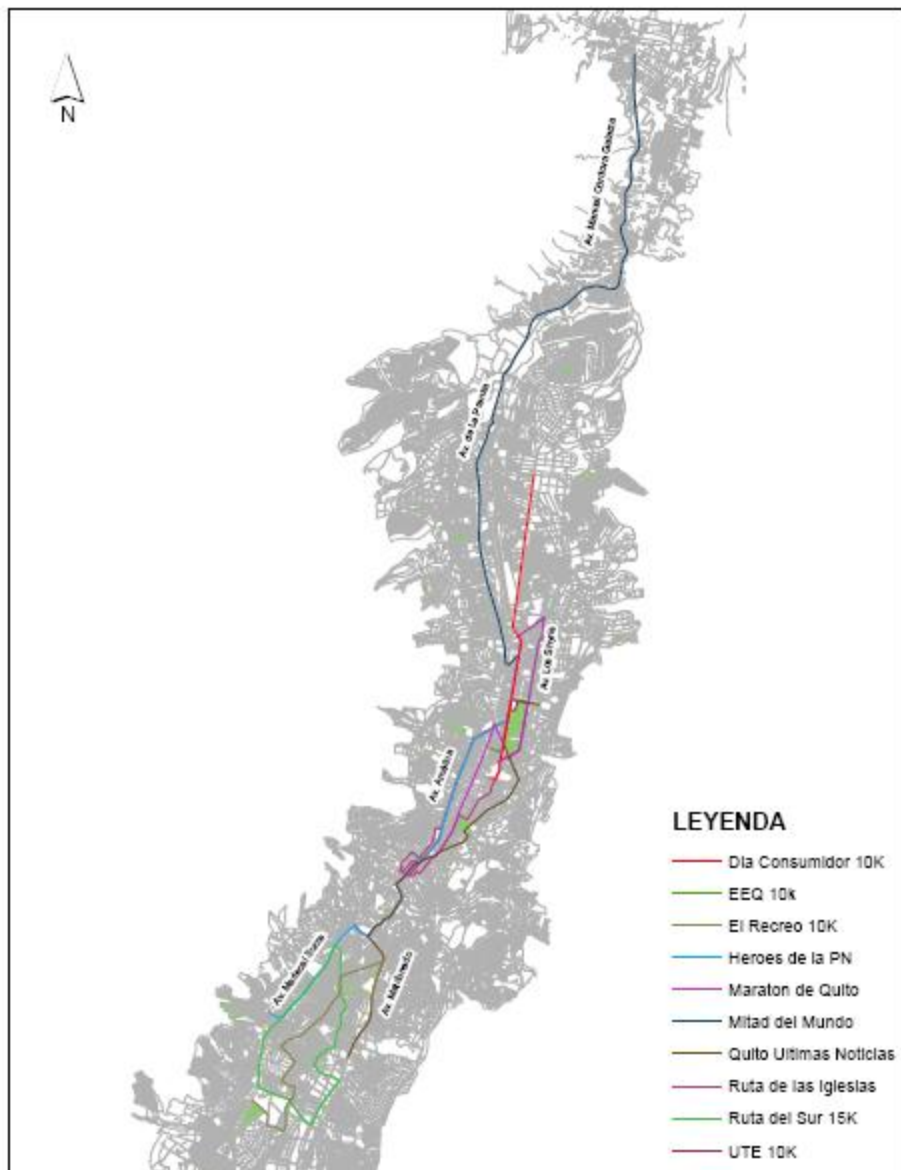 N
Av. Manuel Córdova Galarza
Av. de la Prensa
Av. Los Shyris
Av. América
Av. Mariscal Sucre
Av. Maldonado
LEYENDA
Dia Consumidor 10K
EEQ 10k
El Recreo 10K
Heroes de la PN
Maraton de Quito
Mitad del Mundo
Quito Ultimas Noticias
Ruta de las Iglesias
Ruta del Sur 15K
UTE 10K